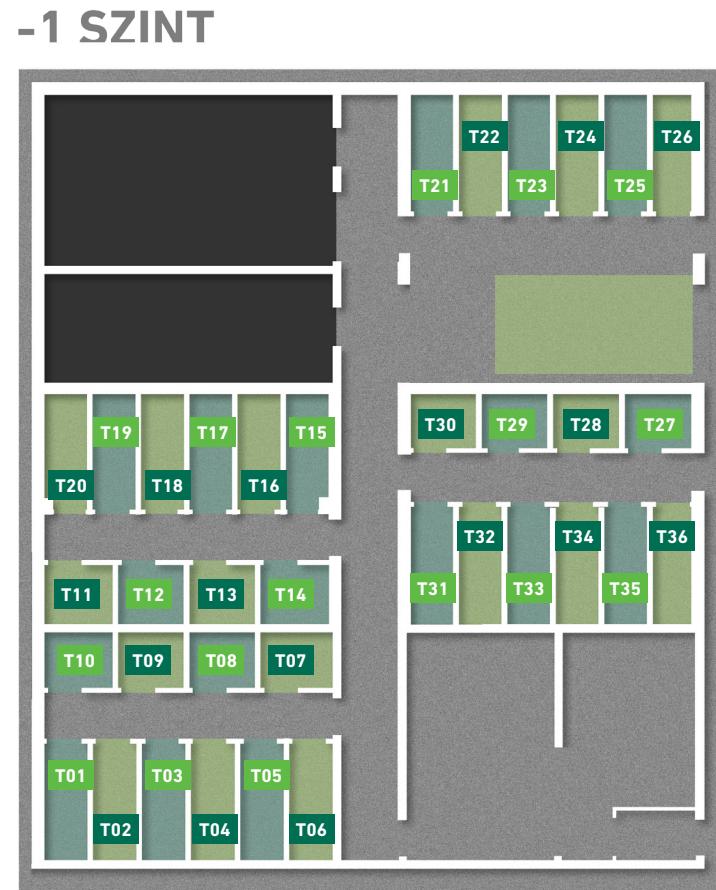 -1 SZINT
T22 T24 T26
T21 T23 T25
T30 T29 T28 T27
T19 T17 T15
T20 T18 T16
T32 T34 T36
T31 T33 T35
T11 T12 T13 T14
T10 T09 T08 T07
T01 T03 T05
T02 T04 T06